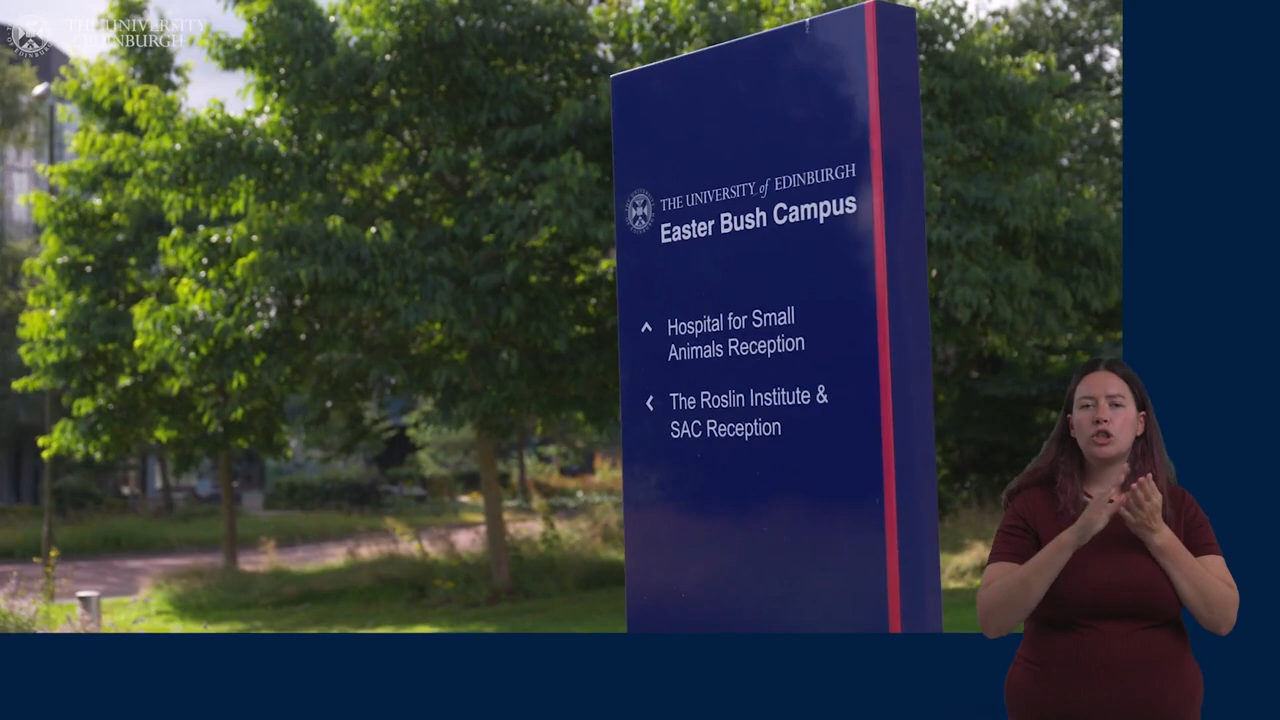 THE UNIVERSITY
of EDINBURGH
THE UNIVERSITY of EDINBURGH
Easter Bush Campus
Hospital for Small
Animals Reception
The Roslin Institute &
SAC Reception